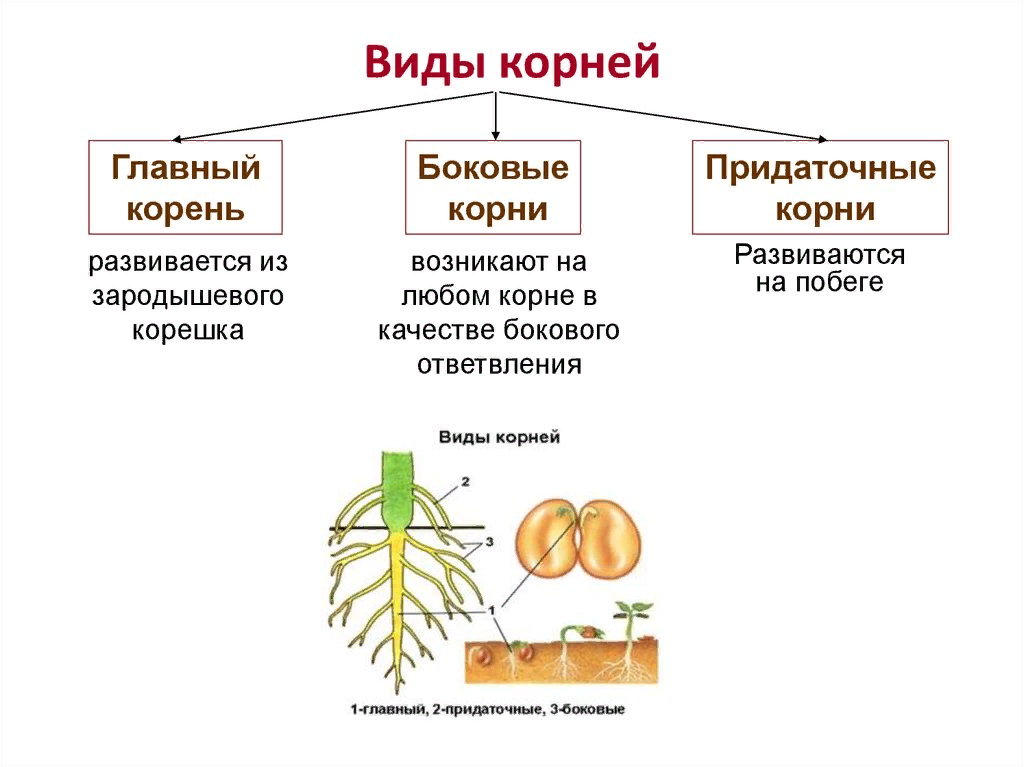 Виды корней
Главный
корень
развивается из
зародышевого
корешка
Боковые
корни
возникают на
любом корне в
качестве бокового
ответвления
Придаточные
корни
Развиваются
на побеге
Виды корней
2
3
1
1-главный, 2-придаточные, 3-боковые